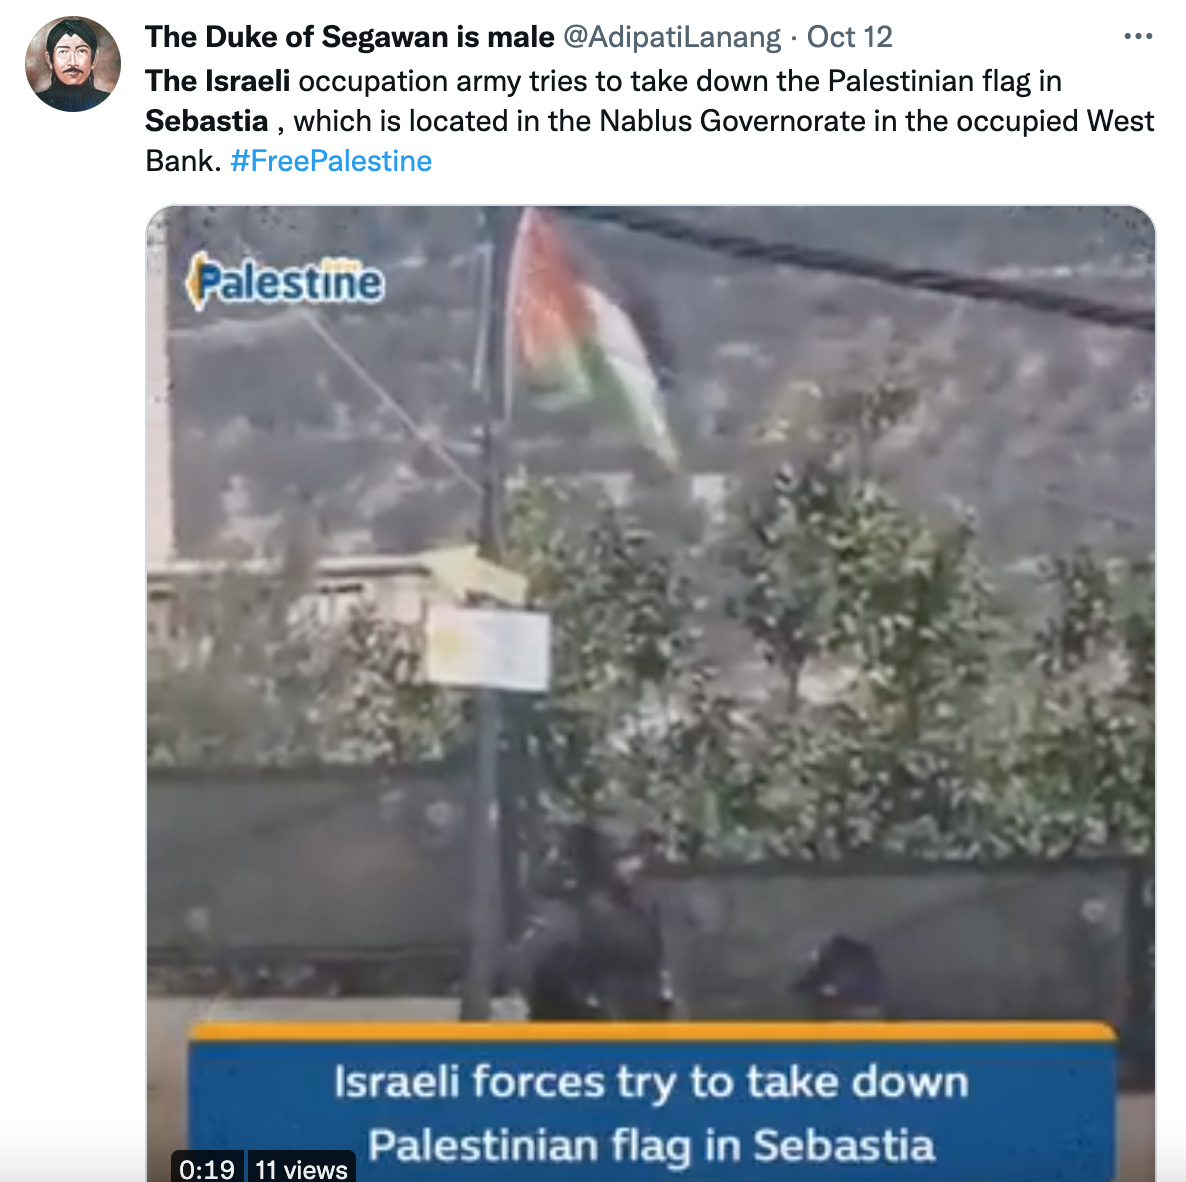 The Duke of Segawan is male @AdipatiLanang · Oct 12
The Israeli occupation army tries to take down the Palestinian flag in
Sebastia , which is located in the Nablus Governorate in the occupied West
Bank. #FreePalestine
Palestine
Israeli forces try to take down
Palestinian flag in Sebastia
0:19 11 views